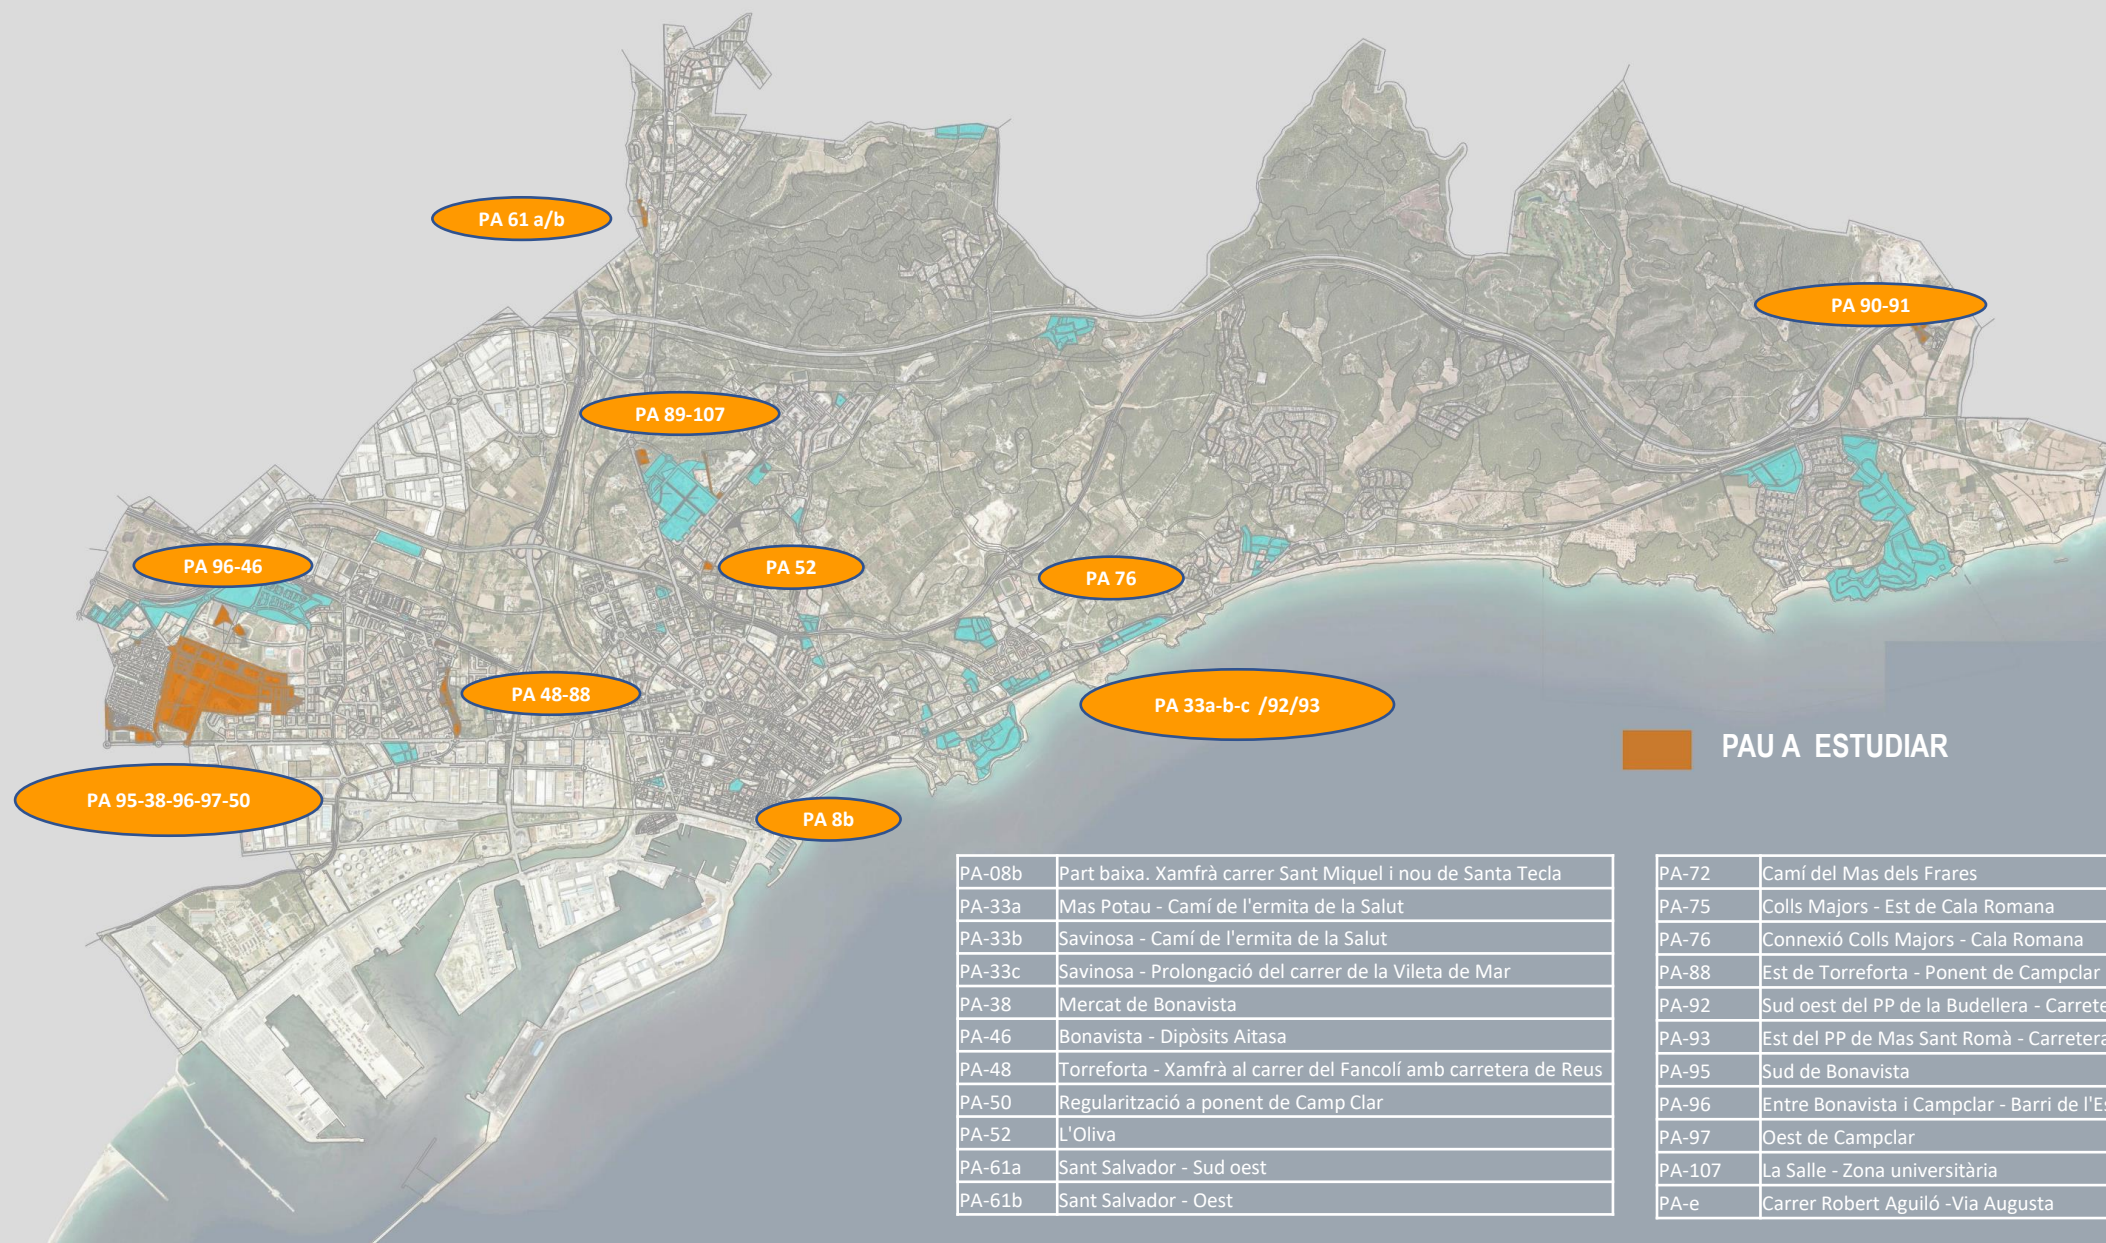 PA 61 a/b
PA 90-91
PA 89-107
PA 96-46
PA 52
PA 76
PA 48-88
PA 33a-b-c /92/93
PAU A ESTUDIAR
PA 95-38-96-97-50
PA 8b
PA-08b Part baixa. Xamfrà carrer Sant Miquel i nou de Santa Tecla
PA-33a Mas Potau - Camí de l'ermita de la Salut
PA-33b Savinosa - Camí de l'ermita de la Salut
PA-33c Savinosa - Prolongació del carrer de la Vileta de Mar
PA-38 Mercat de Bonavista
PA-46 Bonavista - Dipòsits Aitasa
PA-48 Torreforta - Xamfrà al carrer del Fancolí amb carretera de Reus
PA-50 Regularització a ponent de Camp Clar
PA-52 L'Oliva
PA-61a Sant Salvador - Sud oest
PA-61b Sant Salvador - Oest
PA-72 Camí del Mas dels Frares
PA-75 Colls Majors - Est de Cala Romana
PA-76 Connexió Colls Majors - Cala Romana
PA-88 Est de Torreforta - Ponent de Campclar
PA-92 Sud oest del PP de la Budellera -
PA-93 Est del PP de Mas Sant Romà - Carretera
PA-95 Sud de Bonavista
PA-96 Entre Bonavista i Campclar - Barri de
PA-97 Oest de Campclar
PA-107 La Salle - Zona universitària
PA-e Carrer Robert Aguiló -Via Augusta